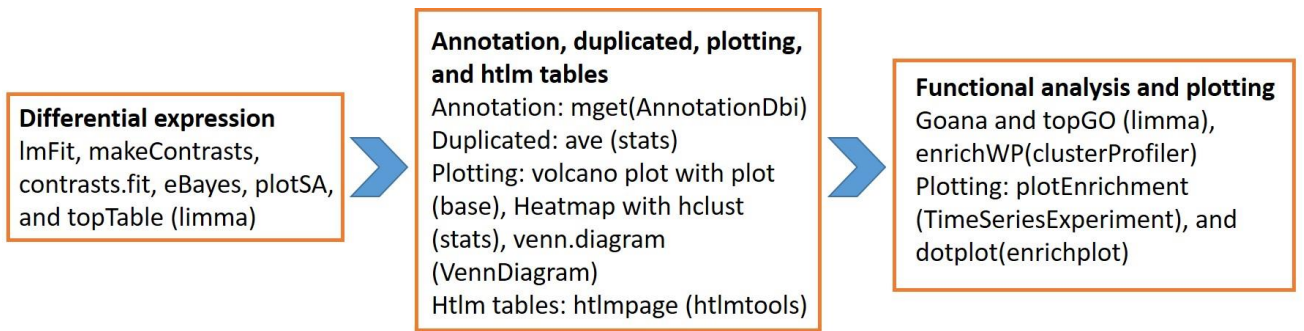 Differential expression
lmFit, makeContrasts,
contrasts.fit, eBayes, plotSA,
and topTable (limma)
Annotation, duplicated, plotting,
and htlm tables
Annotation: mget(AnnotationDbi)
Duplicated: ave (stats)
Plotting: volcano plot with plot
(base), Heatmap with hclust
(stats), venn.diagram
(VennDiagram)
Htlm tables: htlmpage (htlmtools)
Functional analysis and plotting
Goana and topGO (limma),
enrichWP(clusterProfiler)
Plotting: plotEnrichment
(TimeSeriesExperiment), and
dotplot(enrichplot)